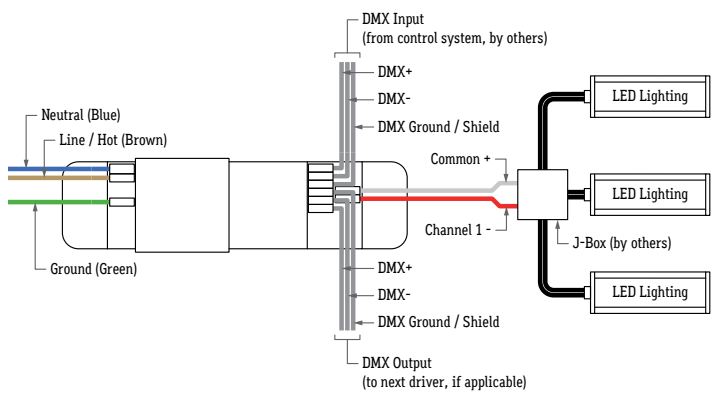 DMX Input
(from control system, by others)
DMX+
DMX-
DMX Ground / Shield
Neutral (Blue)
Line / Hot (Brown)
Ground (Green)
Common +
Channel 1 -
LED Lighting
LED Lighting
J-Box (by others)
LED Lighting
DMX+
DMX-
DMX Ground / Shield
DMX Output
(to next driver, if applicable)